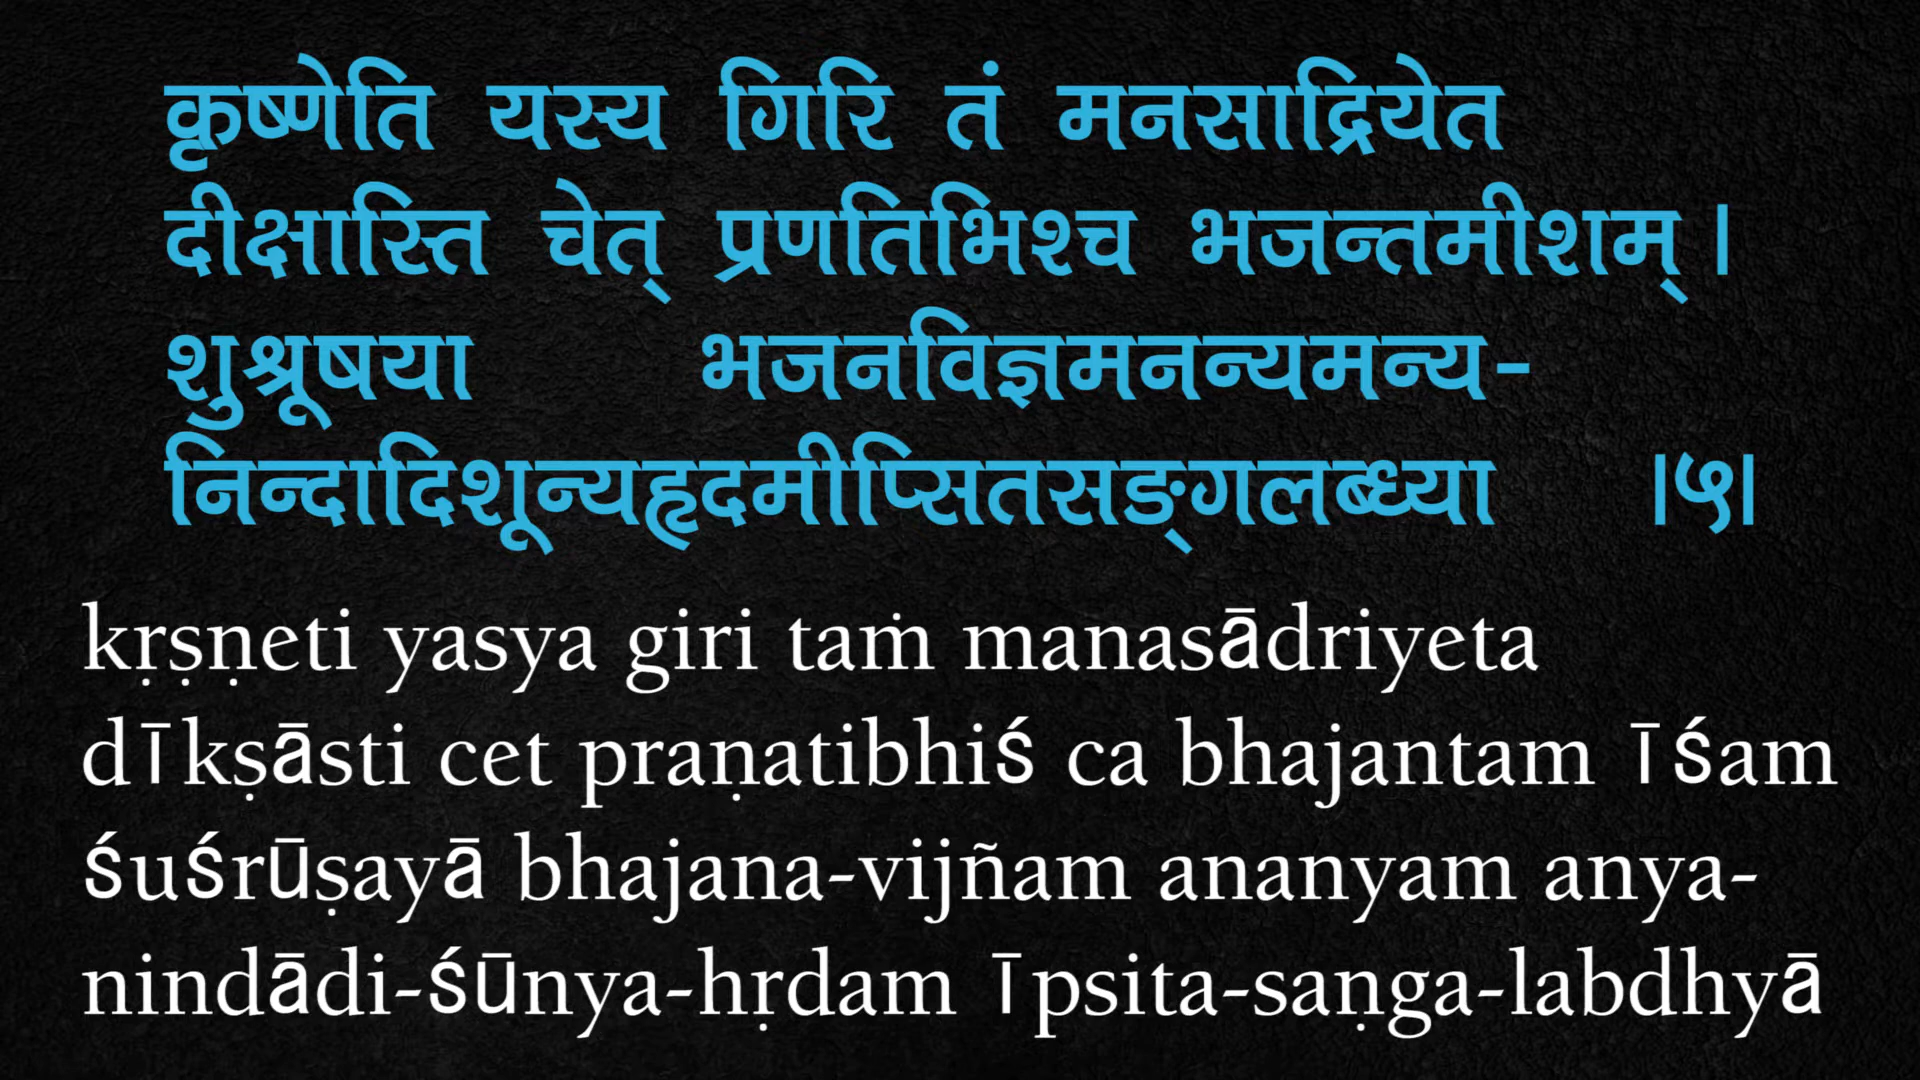 कृष्णेति यस्य गिरि तं मनसाद्रियेत
दीक्षास्ति चेत् प्रणतिभिश्च भजन्तमीशम् ।
शुश्रूषया भजनविज्ञमनन्यमन्य-
निन्दादिशून्यहृदमीप्सितसङ्गलब्ध्या ।५।
kṛṣṇeti yasya giri taṁ manasādriyeta
dīkṣāsti cet praṇatibhiś ca bhajantam īśam
śuśrūṣayā bhajana-vijñam ananyam anya-
nindādi-śūnya-hṛdam īpsita-saṇga-labdhyā